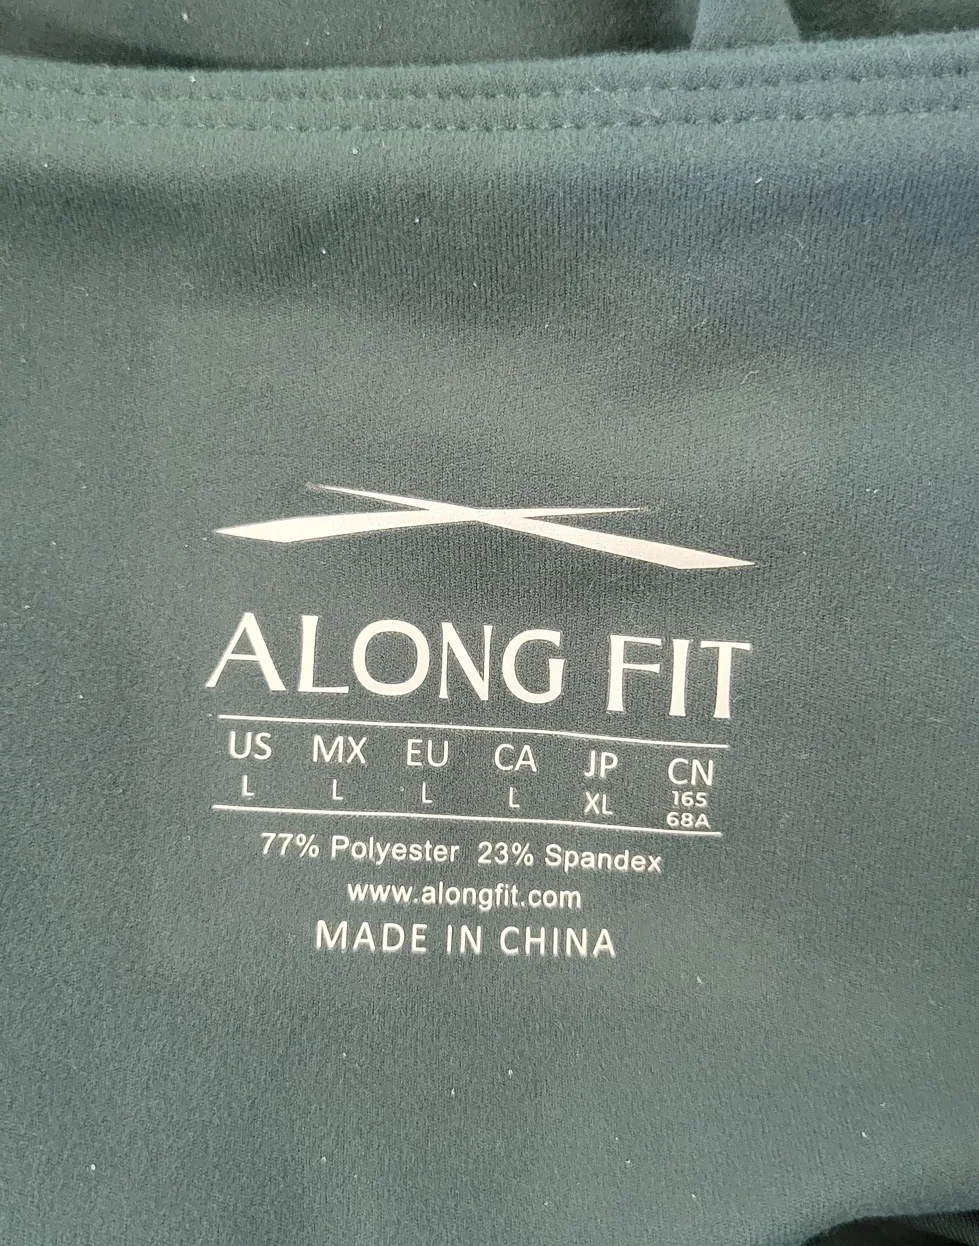 ALONG FIT
US MX EU CA JP CN
L L L L XL 165
68A
77% Polyester 23% Spandex
www.alongfit.com
MADE IN CHINA